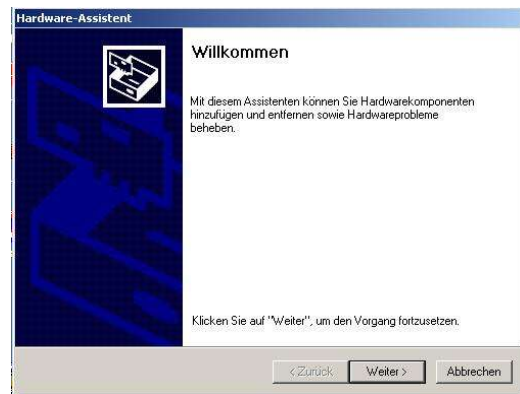 Hardware-Assistent
Willkommen
Mit diesem Assistenten können Sie Hardwarekomponenten
hinzufügen und entfernen sowie Hardwareprobleme
beheben.
Klicken Sie auf "Weiter", um den Vorgang fortzusetzen.
< Zurück Weiter > Abbrechen